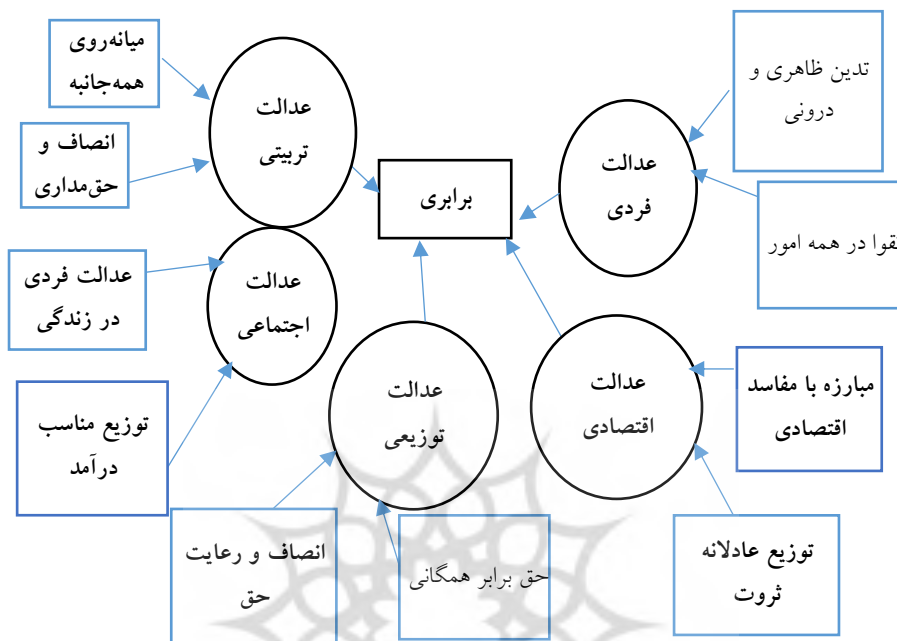 میانه‌روی
همه‌جانبه
عدالت
تربیتی
تدین ظاهری و
درونی
انصاف و
حق‌مداری
برابری
عدالت
فردی
تقوا در همه امور
عدالت فردی
در زندگی
عدالت
اجتماعی
توزیع مناسب
درآمد
عدالت
توزیعی
عدالت
اقتصادی
مبارزه با مفاسد
اقتصادی
انصاف و رعایت
حق
حق برابر همگانی
توزیع عادلانه
ثروت